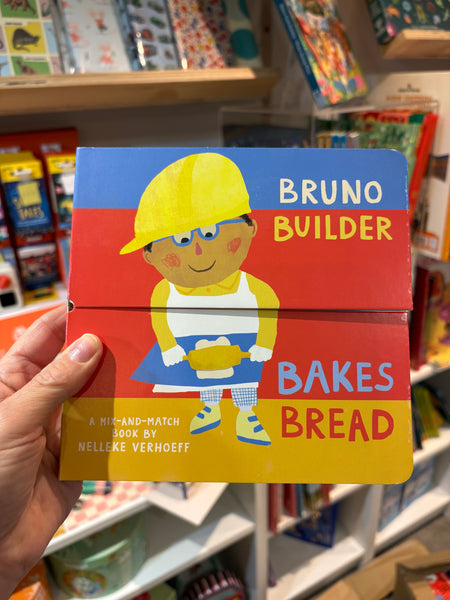 BRUNO
BUILDER
BAKES
BREAD
A MIX-AND-MATCH
BOOK BY
NELLEKE VERHOEFF